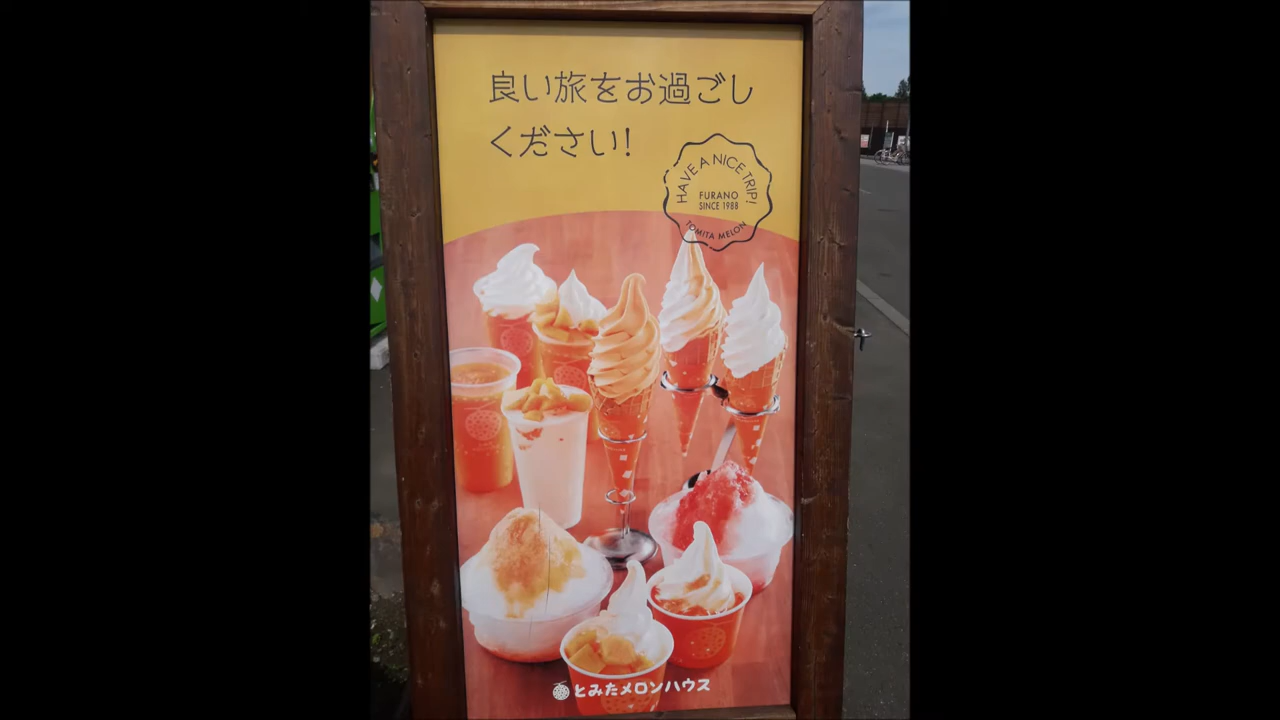 良い旅をお過ごし
ください!
HAVE A NICE TRIP!
FURANO
SINCE 1988
TOMITA MELON
とみたメロンハウス